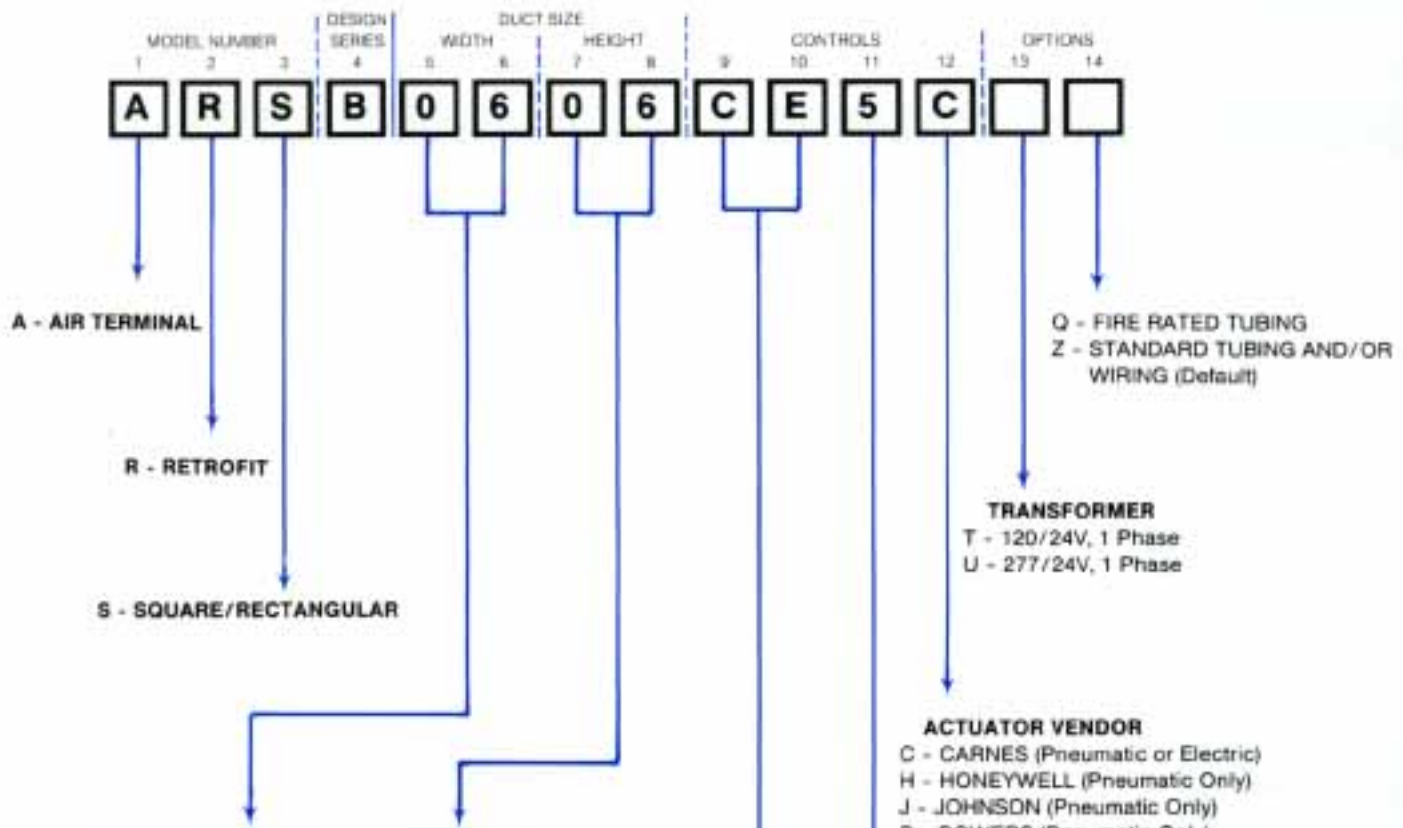 DESIGN
DUCT SIZE
MODEL NUMBER SERIES WIDTH HEIGHT CONTROLS OPTIONS
1 2 3 4 5 6 7 8 9 10 11 12 13 14
A R S B 0 6 0 6 C E 5 C
A - AIR TERMINAL
Q - FIRE RATED TUBING
Z - STANDARD TUBING AND/OR
WIRING (Default)
R - RETROFIT
TRANSFORMER
T - 120/24V, 1 Phase
U - 277/24V, 1 Phase
S - SQUARE/RECTANGULAR
ACTUATOR VENDOR
C - CARNES (Pneumatic or Electric)
H - HONEYWELL (Pneumatic Only)
J - JOHNSON (Pneumatic Only)